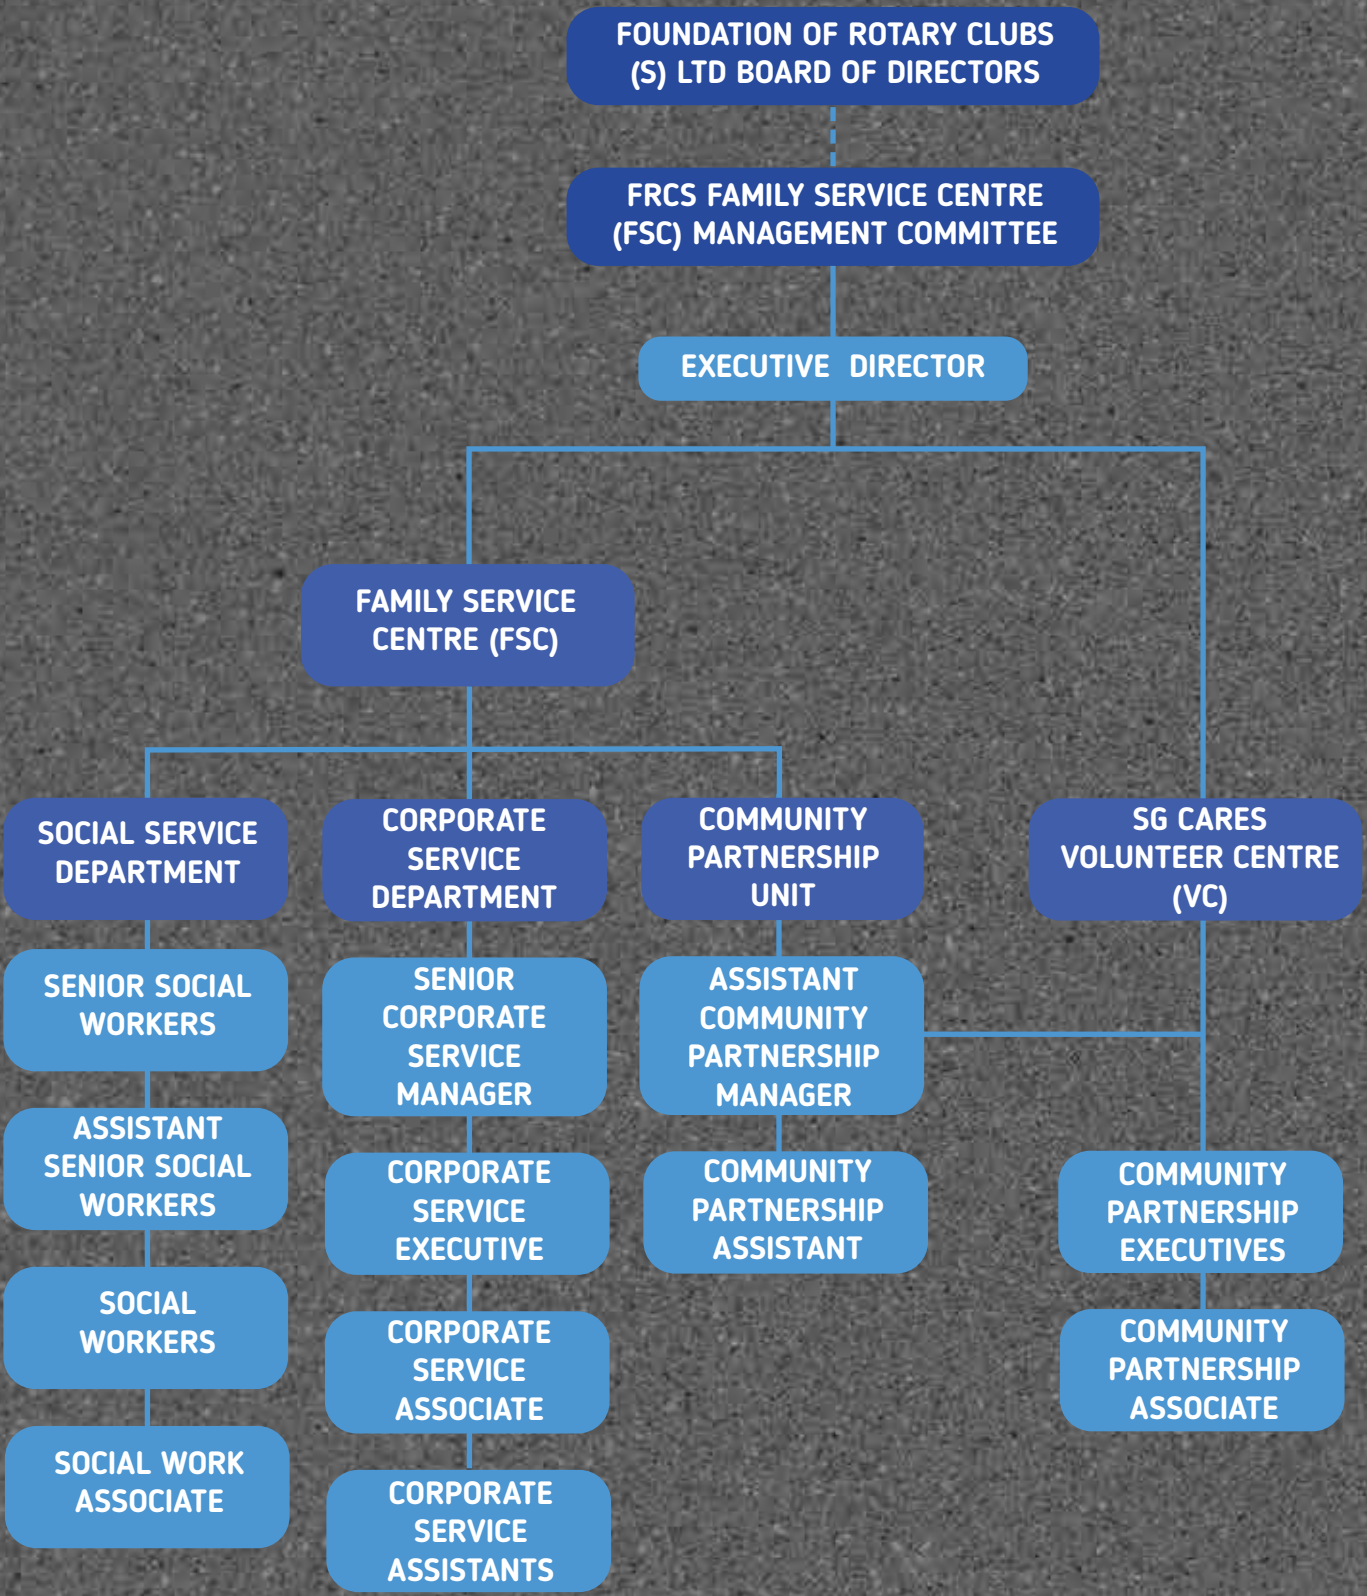 FOUNDATION OF ROTARY CLUBS
(S) LTD BOARD OF DIRECTORS
FRCS FAMILY SERVICE CENTRE
(FSC) MANAGEMENT COMMITTEE
EXECUTIVE DIRECTOR
FAMILY SERVICE
CENTRE (FSC)
SOCIAL SERVICE
DEPARTMENT
SENIOR SOCIAL
WORKERS
ASSISTANT
SENIOR SOCIAL
WORKERS
SOCIAL
WORKERS
SOCIAL WORK
ASSOCIATE
CORPORATE
SERVICE
DEPARTMENT
SENIOR
CORPORATE
SERVICE
MANAGER
CORPORATE
SERVICE
EXECUTIVE
CORPORATE
SERVICE
ASSOCIATE
CORPORATE
SERVICE
ASSISTANTS
COMMUNITY
PARTNERSHIP
UNIT
ASSISTANT
COMMUNITY
PARTNERSHIP
MANAGER
COMMUNITY
PARTNERSHIP
ASSISTANT
SG CARES
VOLUNTEER CENTRE
(VC)
COMMUNITY
PARTNERSHIP
EXECUTIVES
COMMUNITY
PARTNERSHIP
ASSOCIATE